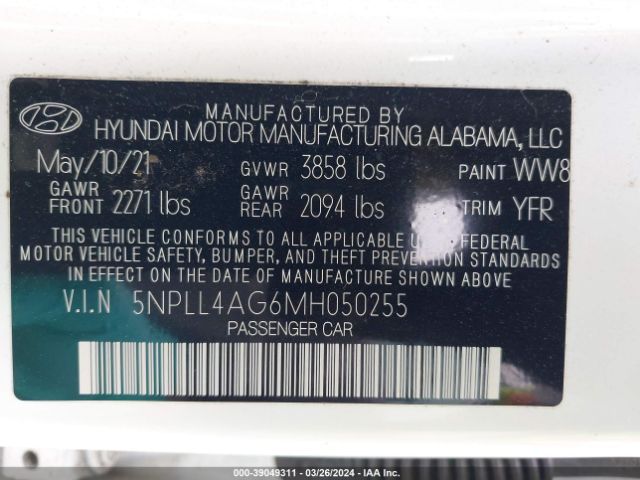 MANUFACTURED BY
HYUNDAI MOTOR MANUFACTURING ALABAMA, LLC
May/10/21 GVWR 3858 lbs PAINT WW8
GAWR FRONT 2271 lbs GAWR REAR 2094 lbs TRIM YFR
THIS VEHICLE CONFORMS TO ALL APPLICABLE U.S. FEDERAL
MOTOR VEHICLE SAFETY, BUMPER, AND THEFT PREVENTION STANDARDS
IN EFFECT ON THE DATE OF MANUFACTURE SHOWN ABOVE
V.I.N 5NPLL4AG6MH050255
PASSENGER CAR
000-39049311 - 03/26/2024 - IAA, LLC.